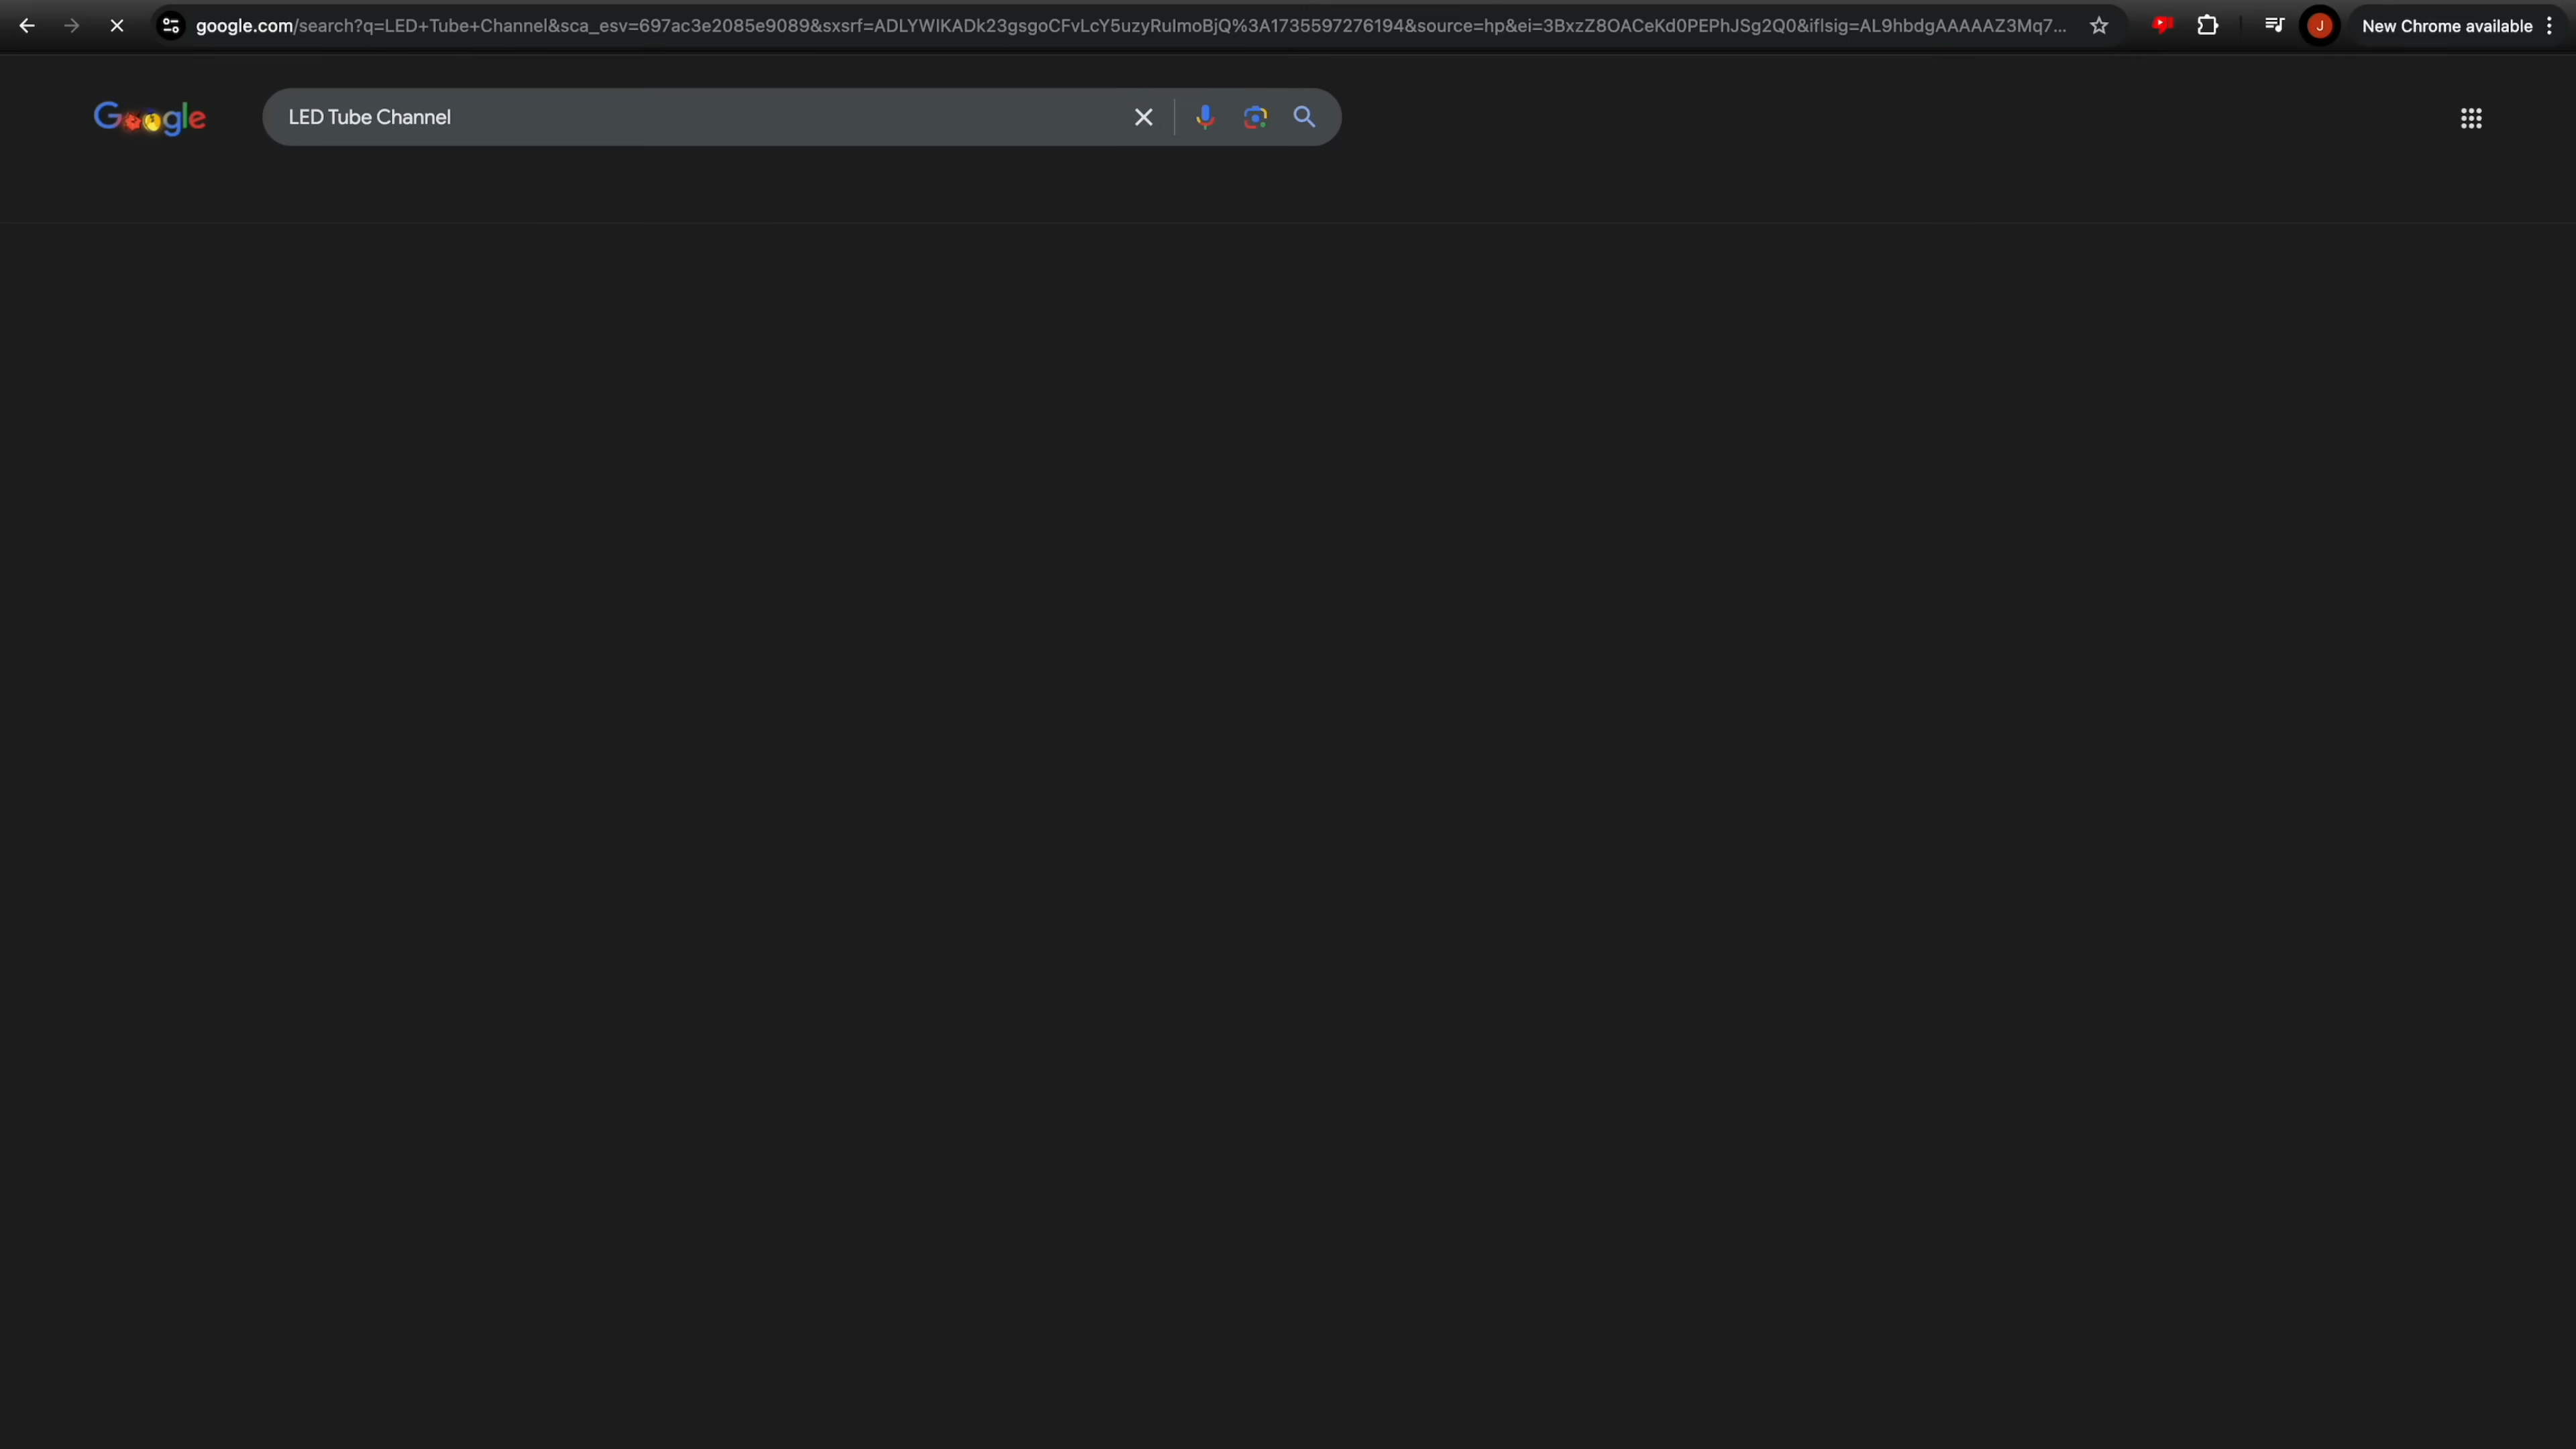 google.com/search?q=LED+Tube+Channel&sca_esv=697ac3e2085e9089&sxsrf=ADLYWIKADk23gsgoCFvLcY5uzyRuImoBjQ%3A1735597276194&source=hp&ei=3BxzZ8OACeKd0PEPhJSg2Q0&iflsig=AL9hbdgAAAAAZ3Mq7...
J
New Chrome available
Google
LED Tube Channel